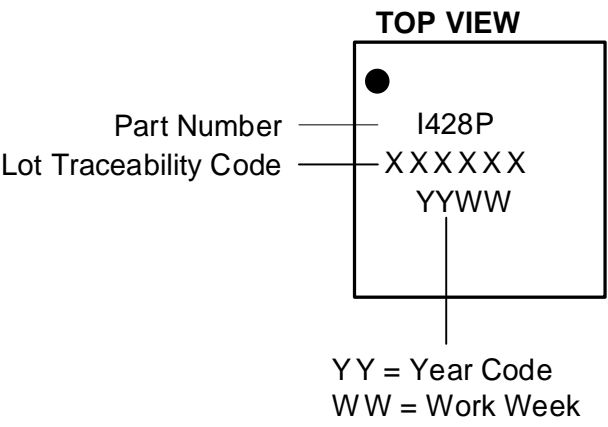 TOP VIEW
Part Number
I428P
Lot Traceability Code
XXXXXX
YYWW
YY = Year Code
WW = Work Week